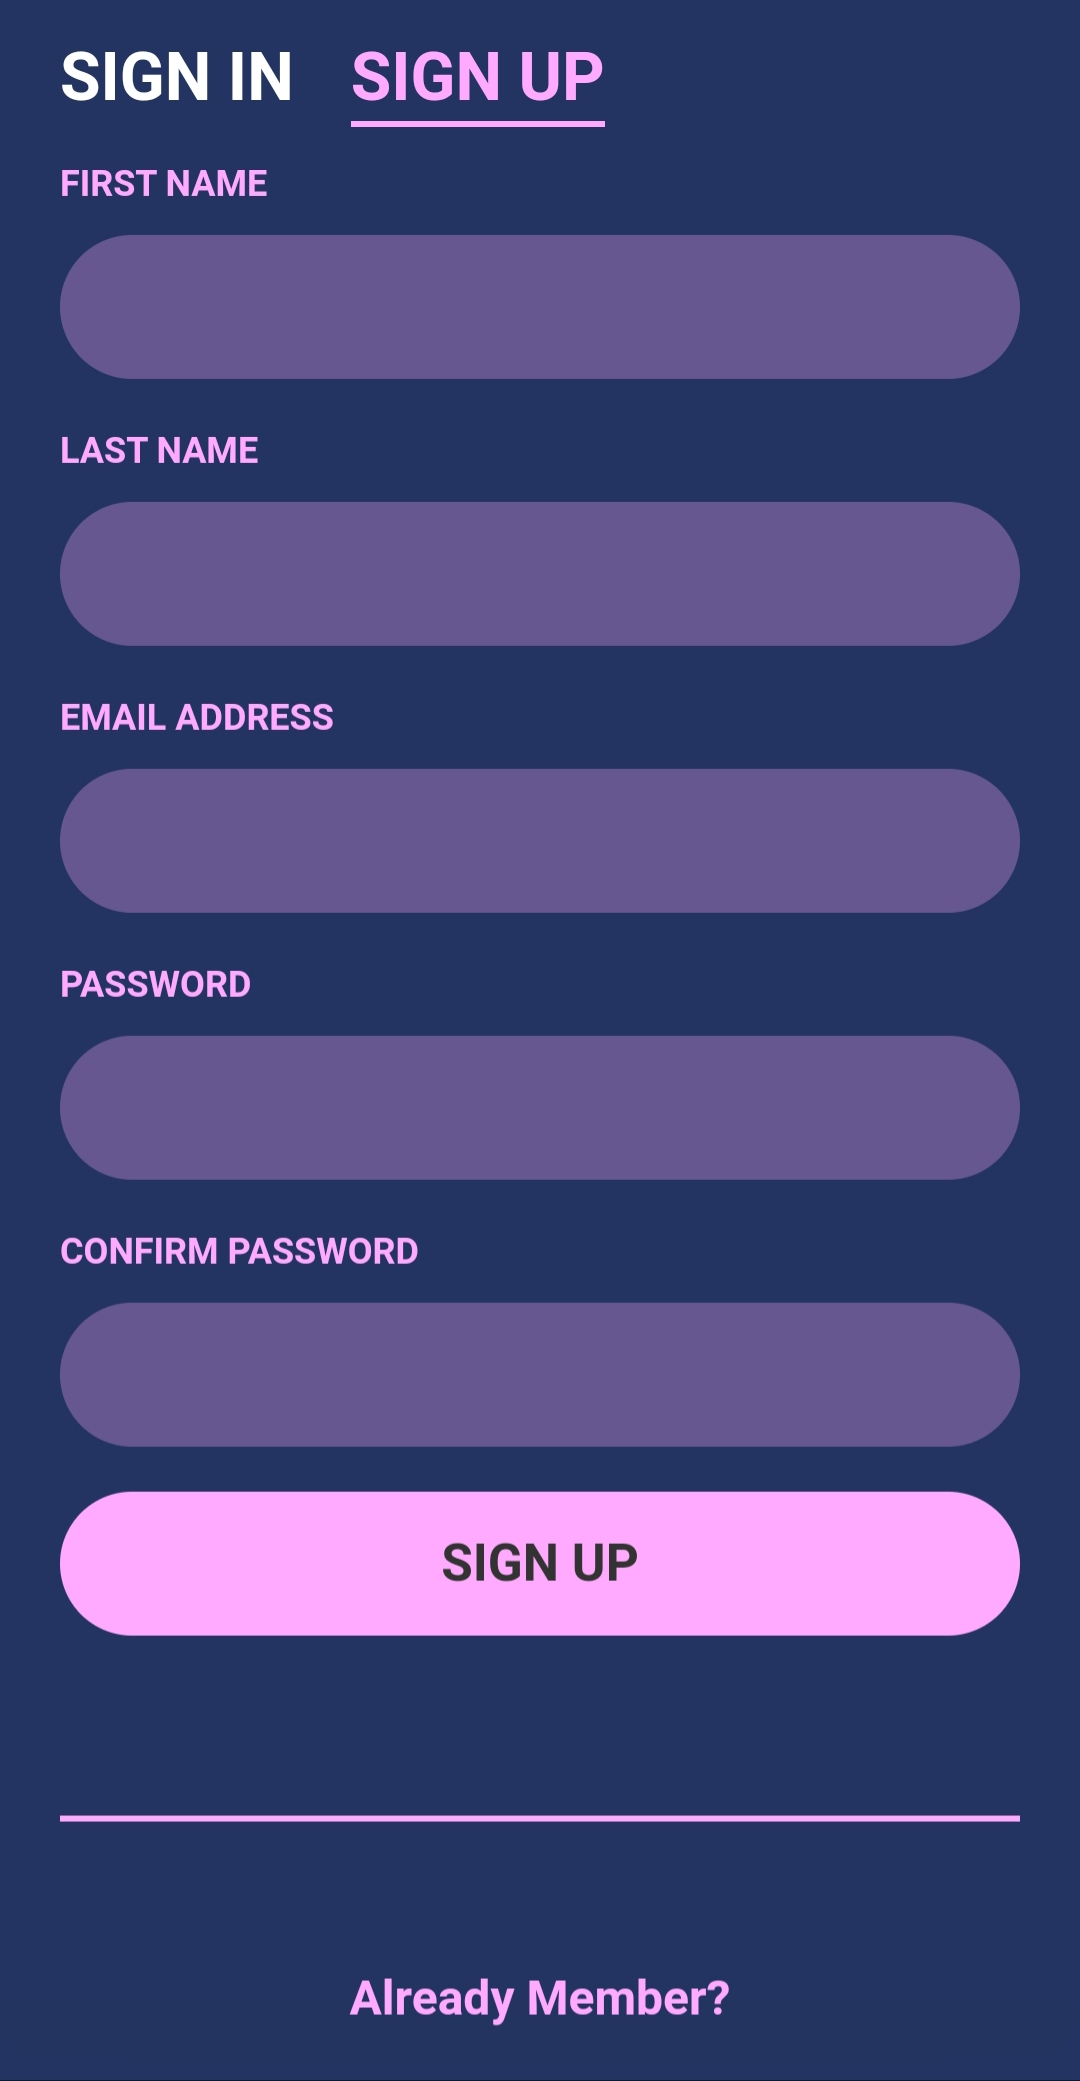 SIGN IN SIGN UP
FIRST NAME
LAST NAME
EMAIL ADDRESS
PASSWORD
CONFIRM PASSWORD
SIGN UP
Already Member?